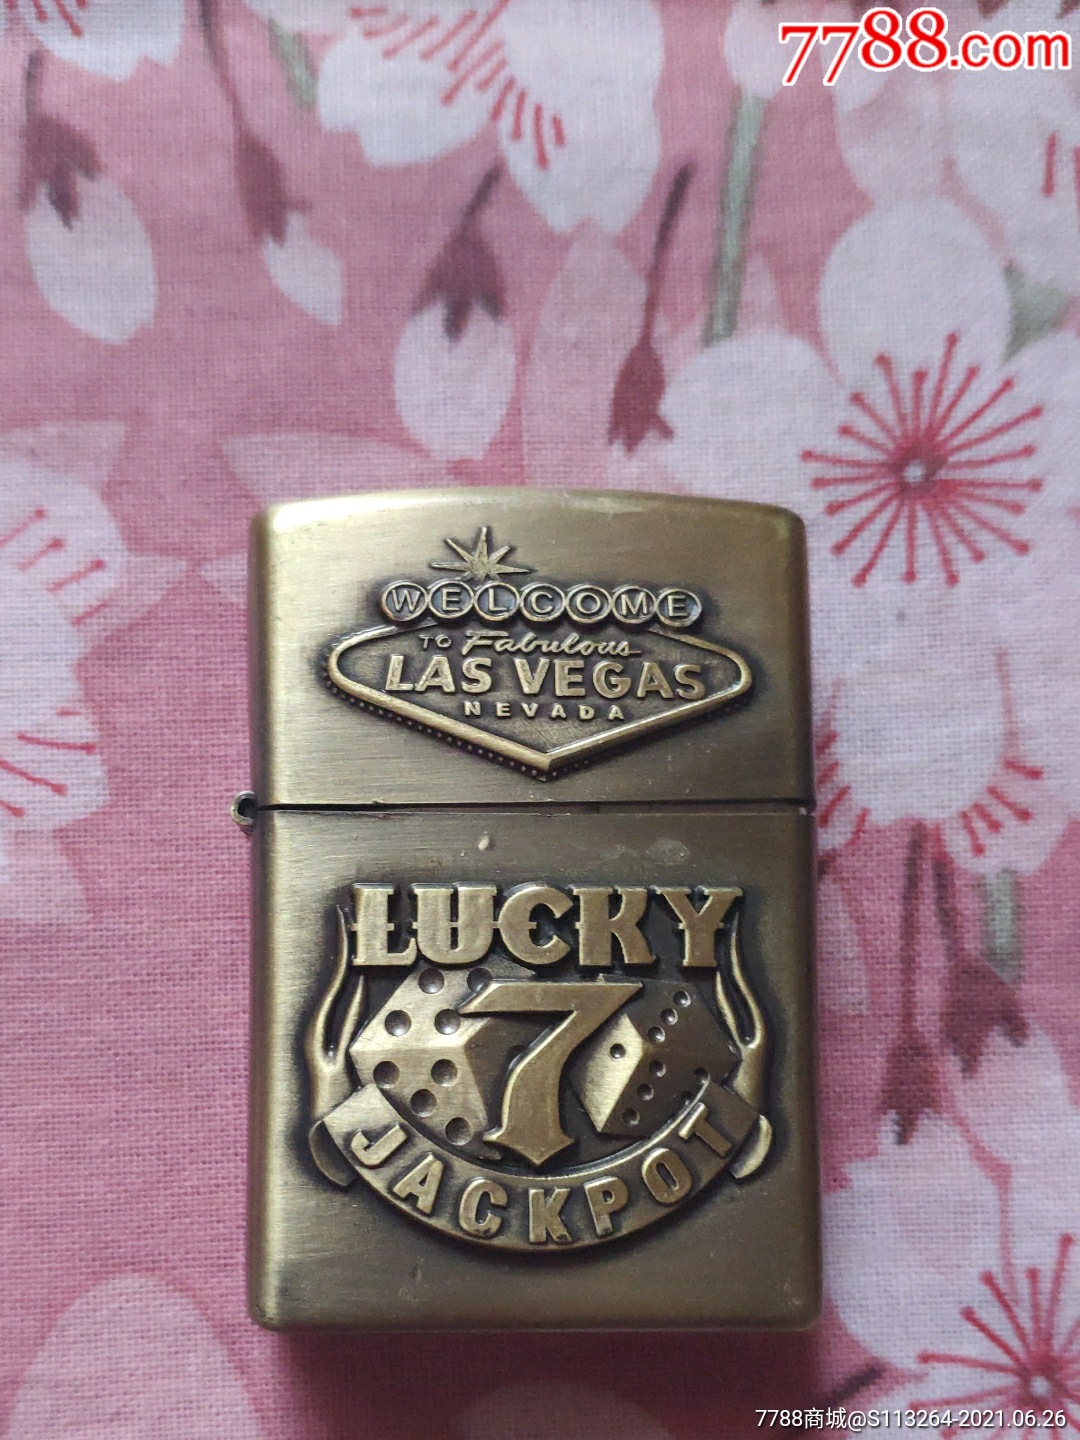 7788.com
WELCOME
TO Fabulous
LAS VEGAS
NEVADA
LUCKY
7
JACKPOT
7788商城@S113264-2021.06.26